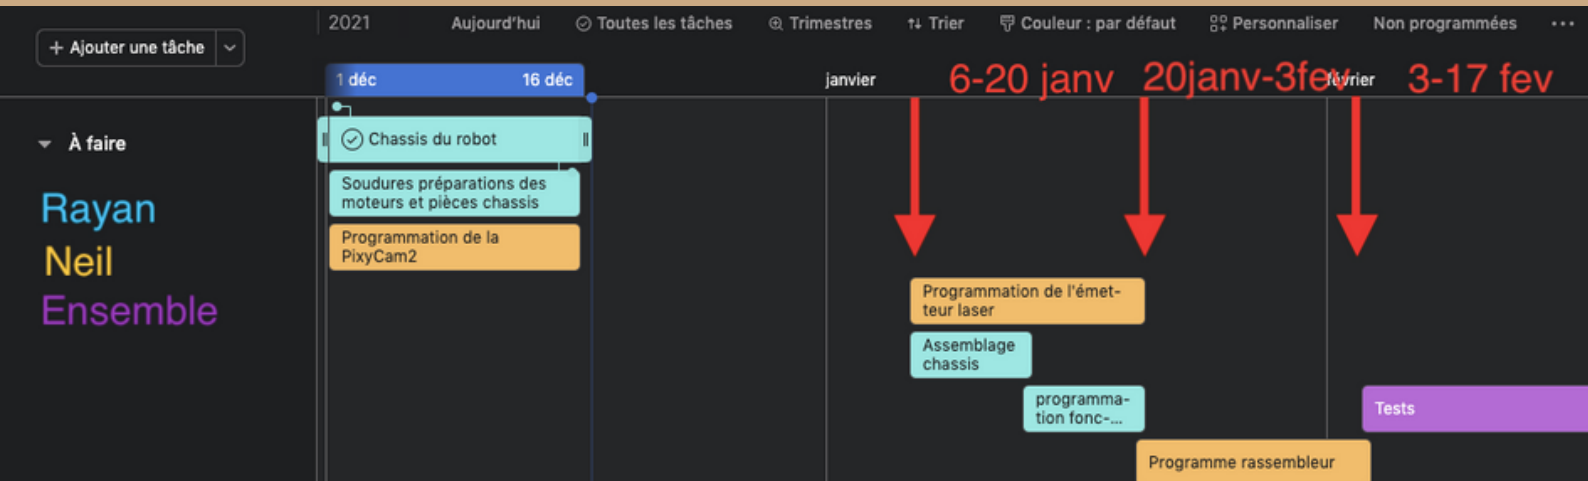 2021 Aujourd'hui Toutes les tâches Trimestres Trier Couleur : par défaut Personnaliser Non programmées ...
+ Ajouter une tâche
1 déc 16 déc janvier 6-20 janv 20janv-3fev février 3-17 fev
À faire
Chassis du robot
Rayan
Neil
Ensemble
Soudures préparations des
moteurs et pièces chassis
Programmation de la
PixyCam2
Programmation de l'émet-
teur laser
Assemblage
chassis
programma-
tion fonc-...
Tests
Programme rassembleur